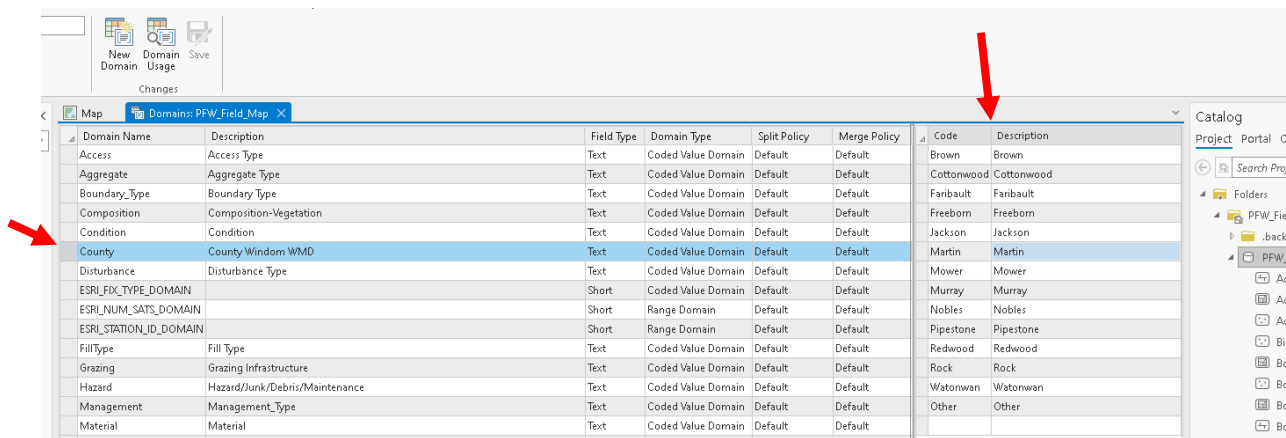 New Domain Save
Domain Usage
Changes
Map Domains: PFW_Field_Map
Domain Name Description Field Type Domain Type Split Policy Merge Policy Code Description
Access Access Type Text Coded Value Domain Default Default Brown Brown
Aggregate Aggregate Type Text Coded Value Domain Default Default Cottonwood Cottonwood
Boundary_Type Boundary Type Text Coded Value Domain Default Default Faribault Faribault
Composition Composition-Vegetation Text Coded Value Domain Default Default Freeborn Freeborn
Condition Condition Text Coded Value Domain Default Default Jackson Jackson
County County Windom WMD Text Coded Value Domain Default Default Martin Martin
Disturbance Disturbance Type Text Coded Value Domain Default Default Mower Mower
ESRI_FIX_TYPE_DOMAIN Short Coded Value Domain Default Default Murray Murray
ESRI_NUM_SATS_DOMAIN Short Range Domain Default Default Nobles Nobles
ESRI_STATION_ID_DOMAIN Short Range Domain Default Default Pipestone Pipestone
FillType Fill Type Text Coded Value Domain Default Default Redwood Redwood
Grazing Grazing Infrastructure Text Coded Value Domain Default Default Rock Rock
Hazard Hazard/Junk/Debris/Maintenance Text Coded Value Domain Default Default Watonwan Watonwan
Management Management_Type Text Coded Value Domain Default Default Other Other
Material Material Text Coded Value Domain Default Default
Catalog
Project Portal
Search
Folders